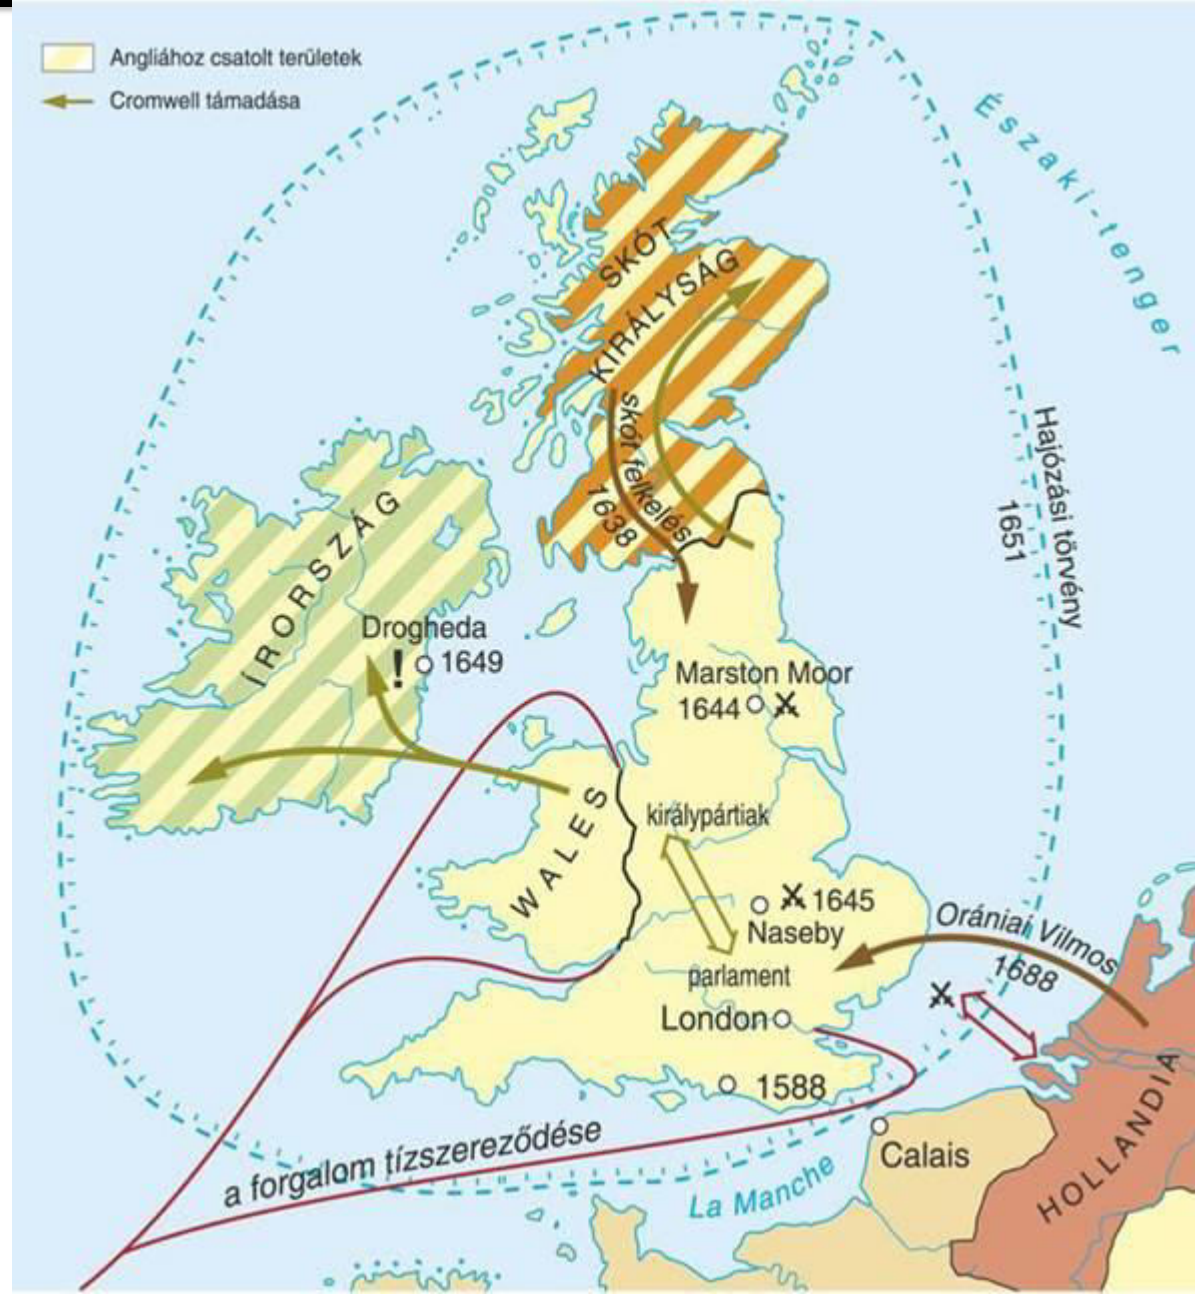 Angliához csatolt területek
Cromwell támadása
Északi-tenger
SKÓT
KIRÁLYSÁG
skót felkelés
1638
Hajózási törvény
1651
ÍRORSZÁG
Drogheda
! 1649
Marston Moor
1644
királypártiak
WALES
1645
Naseby
parlament
London
Orániai Vilmos
1688
1588
a forgalom tízszereződése
Calais
La Manche
HOLLANDIA